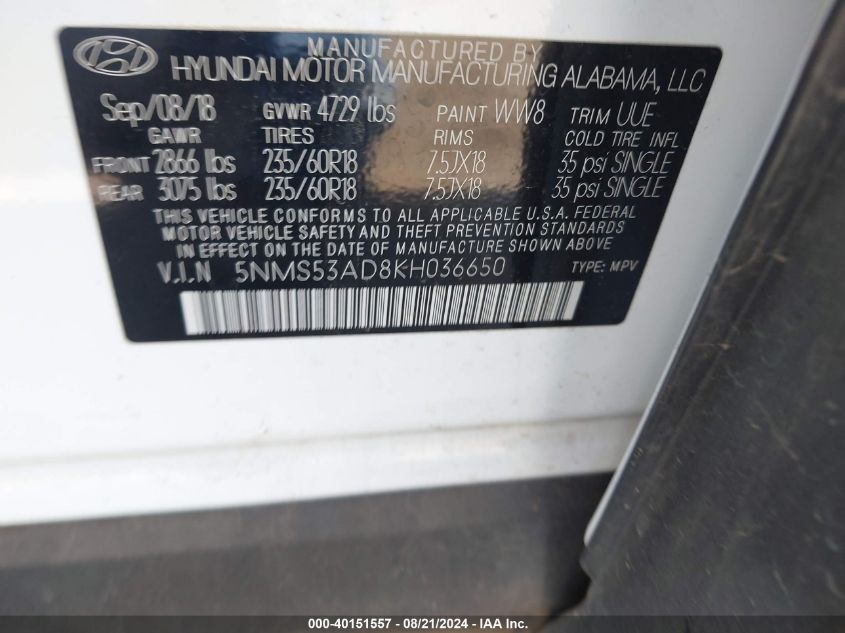 MANUFACTURED BY
HYUNDAI MOTOR MANUFACTURING ALABAMA, LLC
Sep/08/18 GVWR 4729 lbs PAINT WW8 TRIM UUE
GAWR TIRES RIMS COLD TIRE INFL
FRONT 2866 lbs 235/60R18 7.5JX18 35 psi SINGLE
REAR 3075 lbs 235/60R18 7.5JX18 35 psi SINGLE
THIS VEHICLE CONFORMS TO ALL APPLICABLE U.S.A. FEDERAL
MOTOR VEHICLE SAFETY AND THEFT PREVENTION STANDARDS
IN EFFECT ON THE DATE OF MANUFACTURE SHOWN ABOVE.
V.I.N 5NMS53AD8KH036650 TYPE: MPV
000-40151557 - 08/21/2024 - IAA Inc.